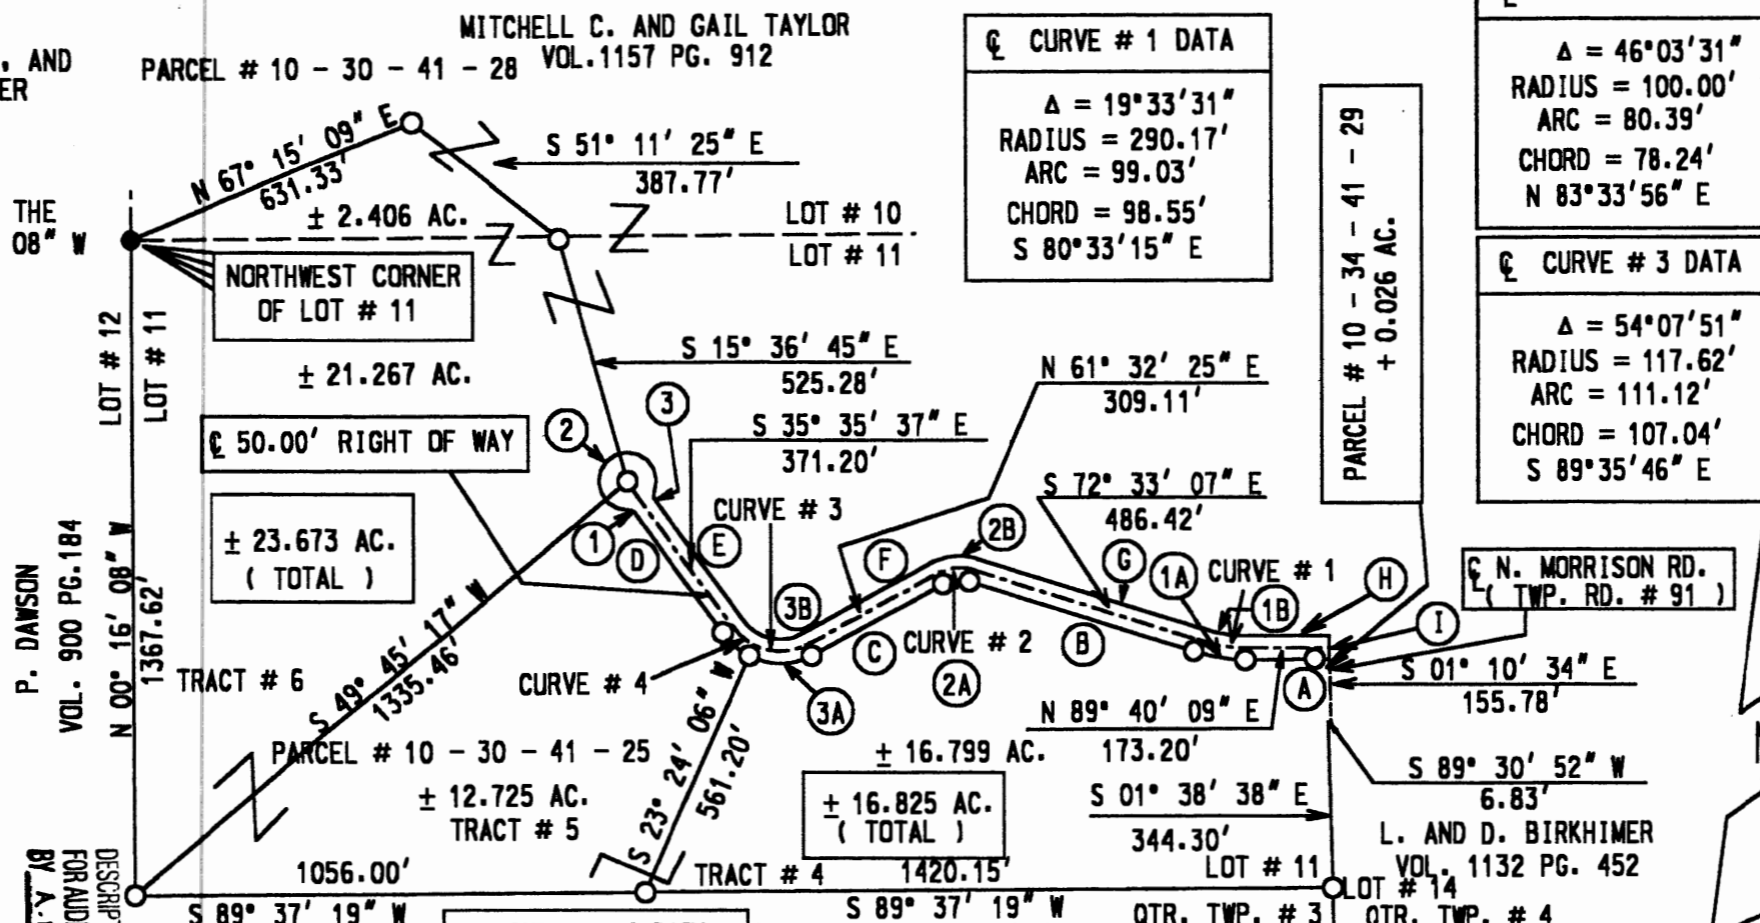 MITCHELL C. AND GAIL TAYLOR
VOL.1157 PG. 912
. AND
ER
PARCEL # 10 - 30 - 41 - 28
N 67° 15' 09" E
631.33'
S 51° 11' 25" E
387.77'
THE
08" W
± 2.406 AC.
LOT # 10
LOT # 11
NORTHWEST CORNER
OF LOT # 11
LOT # 12
LOT # 11
± 21.267 AC.
S 15° 36' 45" E
525.28'
℄ 50.00' RIGHT OF WAY
2
3
S 35° 35' 37" E
371.20'
N 61° 32' 25" E
309.11'
S 72° 33' 07" E
486.42'
± 23.673 AC.
( TOTAL )
CURVE # 3
1
D
E
F
2B
G
1A
CURVE # 1
1B
H
I
P. DAWSON
VOL. 900 PG.184
N 00° 16' 08" W
1367.62'
S 49° 45' 17" W
1335.46'
TRACT # 6
CURVE # 4
3B
C
CURVE # 2
2A
B
3A
A
℄ N. MORRISON RD.
( TWP. RD. # 91 )
S 01° 10' 34" E
155.78'
N 89° 40' 09" E
173.20'
S 89° 30' 52" W
6.83'
PARCEL # 10 - 30 - 41 - 25
± 12.725 AC.
TRACT # 5
S 23° 24' 06" W
561.20'
± 16.799 AC.
± 16.825 AC.
( TOTAL )
S 01° 38' 38" E
344.30'
L. AND D. BIRKHIMER
VOL. 1132 PG. 452
LOT # 11
LOT # 14
TRACT # 4
1420.15'
S 89° 37' 19" W
1056.00'
S 89° 37' 19" W
QTR. TWP. # 3
QTR. TWP. # 4
DESCRIPT
FORAUD
BY A.
℄ CURVE # 1 DATA
Δ = 19°33'31"
RADIUS = 290.17'
ARC = 99.03'
CHORD = 98.55'
S 80°33'15" E
PARCEL # 10 - 34 - 41 - 29
+ 0.026 AC.
Δ = 46°03'31"
RADIUS = 100.00'
ARC = 80.39'
CHORD = 78.24'
N 83°33'56" E
℄ CURVE # 3 DATA
Δ = 54°07'51"
RADIUS = 117.62'
ARC = 111.12'
CHORD = 107.04'
S 89°35'46" E